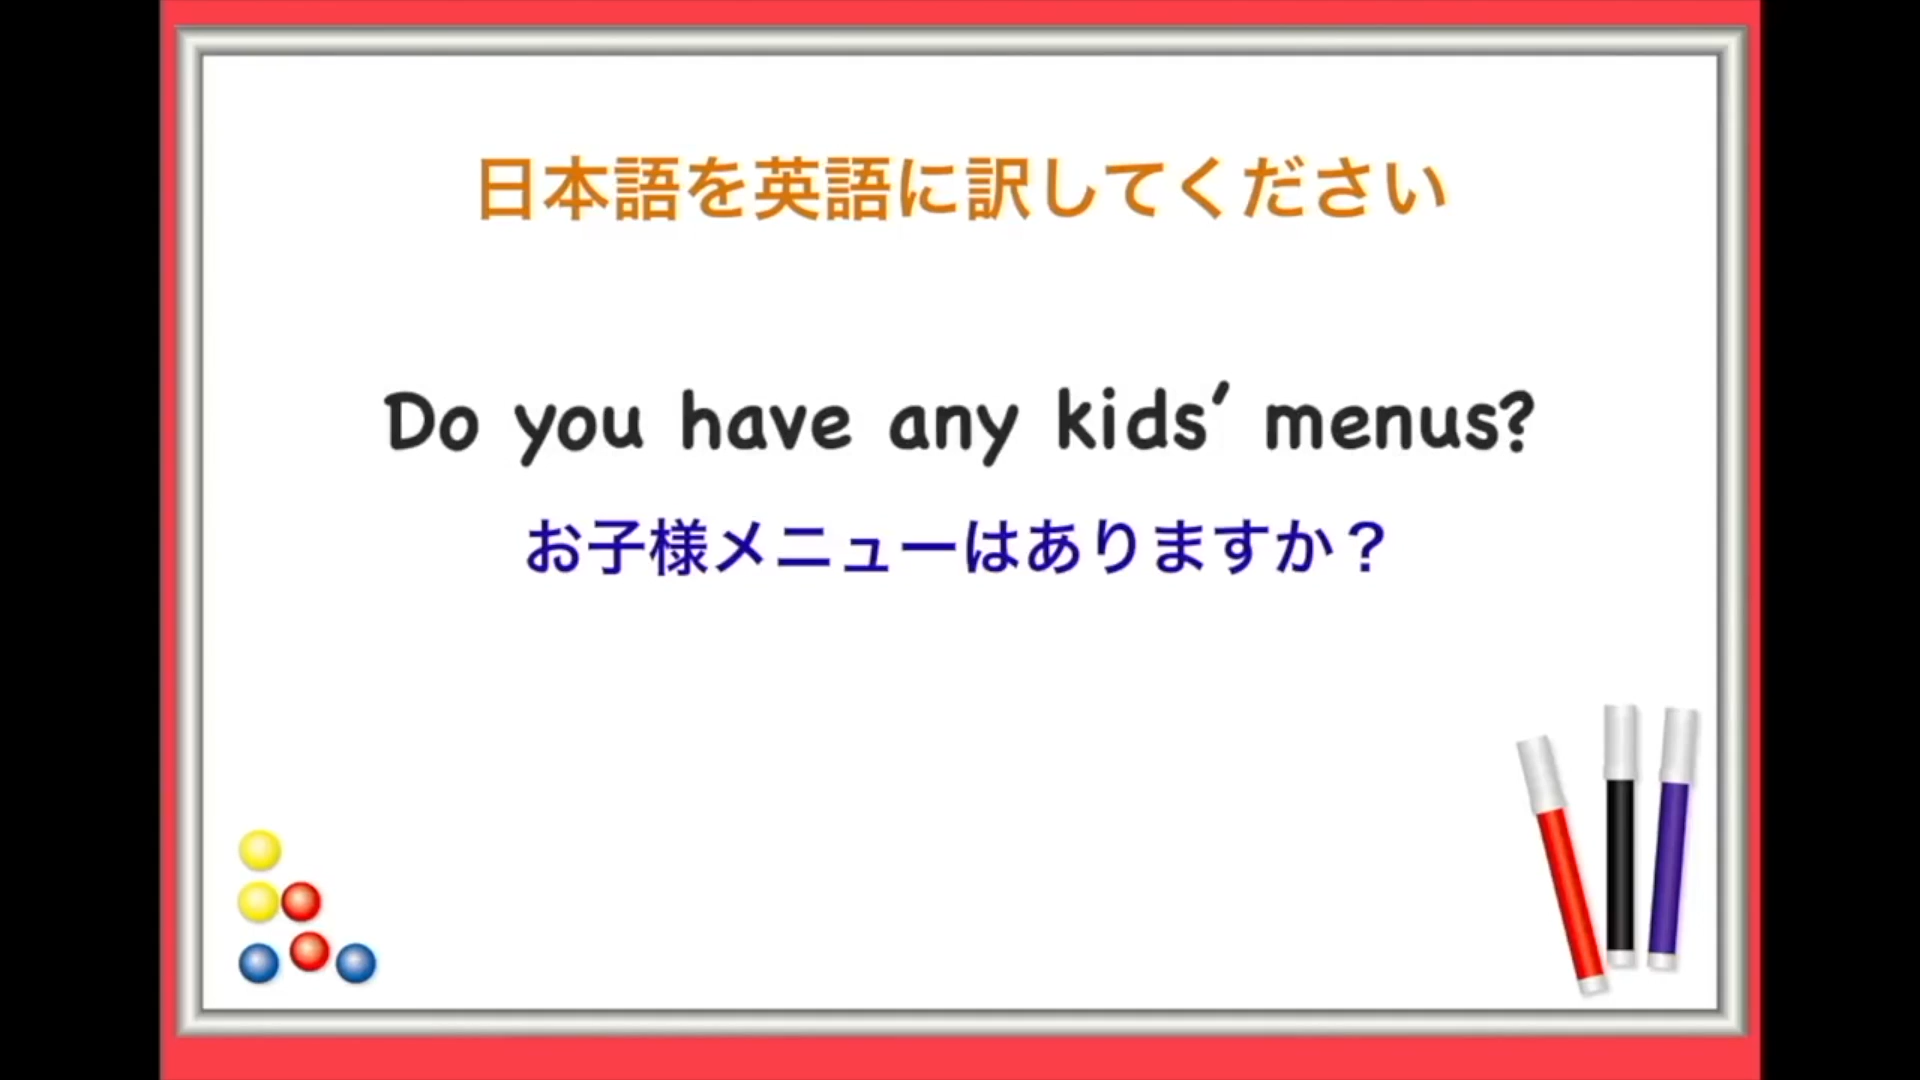 日本語を英語に訳してください
Do you have any kids’ menus?
お子様メニューはありますか？